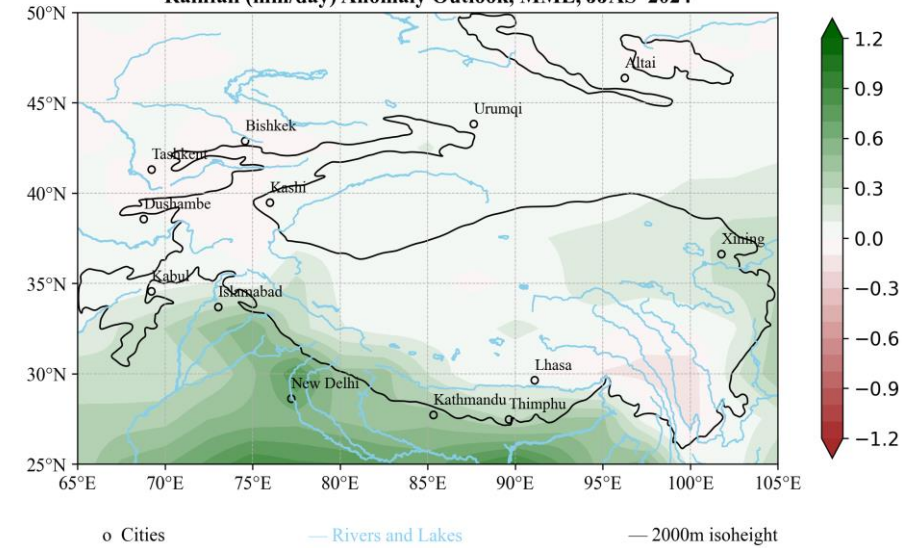 Rainfall (mm/day) Anomaly Outlook, MME, JJAS- 2024
50°N
45°N
40°N
35°N
30°N
25°N
65°E 70°E 75°E 80°E 85°E 90°E 95°E 100°E 105°E
Altai
Urumqi
Bishkek
Tashkent
Kashi
Dushambe
Xining
Kabul
Islamabad
Lhasa
New Delhi
Kathmandu
Thimphu
1.2
0.9
0.6
0.3
0.0
−0.3
−0.6
−0.9
−1.2
o Cities
— Rivers and Lakes
— 2000m isoheight